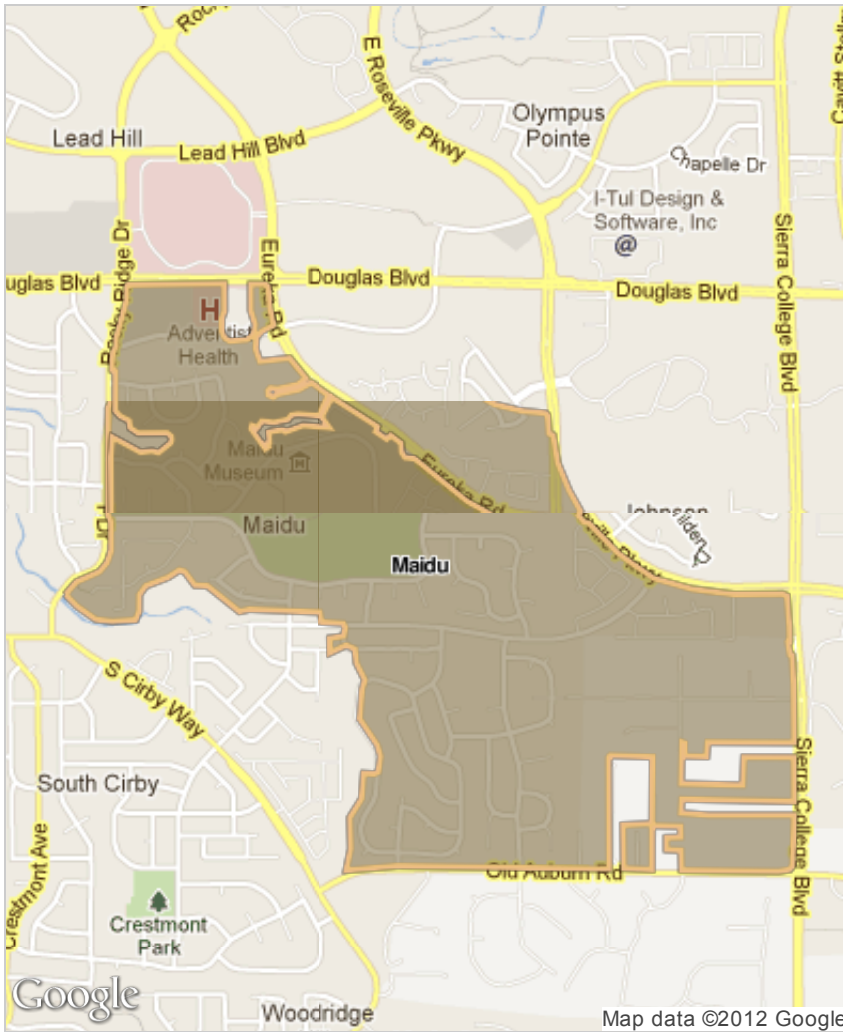 Lead Hill
Lead Hill Blvd
E Roseville Pkwy
Olympus
Pointe
Chapelle Dr
I-Tul Design &
Software, Inc
@
Rocky Ridge Dr
Eureka Rd
uglas Blvd
Douglas Blvd
Douglas Blvd
Sierra College Blvd
H
Adventist
Health
Maidu
Museum
Eureka Rd
Maidu
Maidu
S Cirby Way
South Cirby
Sierra College Blvd
Old Auburn Rd
Crestmont Ave
Crestmont
Park
Woodridge
Google
Map data ©2012 Google